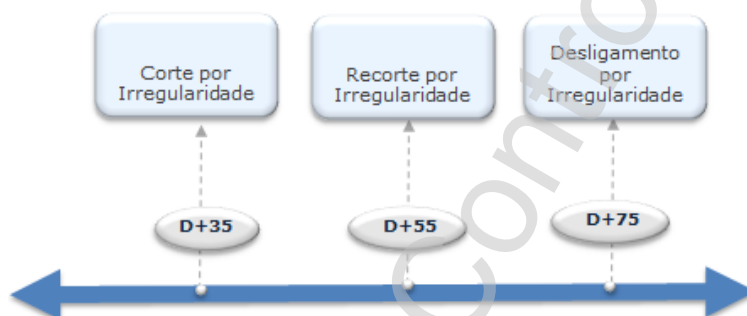 Corte por
Irregularidade
Recorte por
Irregularidade
Desligamento
por
Irregularidade
D+35
D+55
D+75